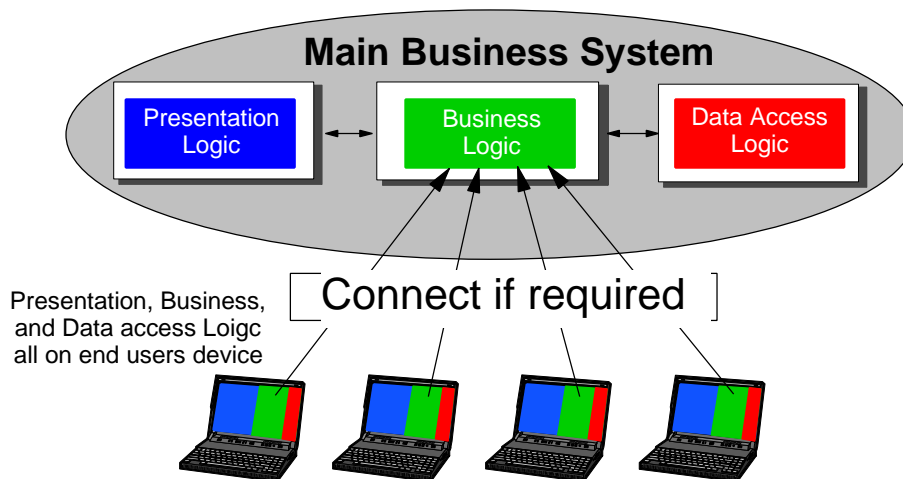 Main Business System
Presentation
Logic
Business
Logic
Data Access
Logic
Connect if required
Presentation, Business,
and Data access Loigc
all on end users device